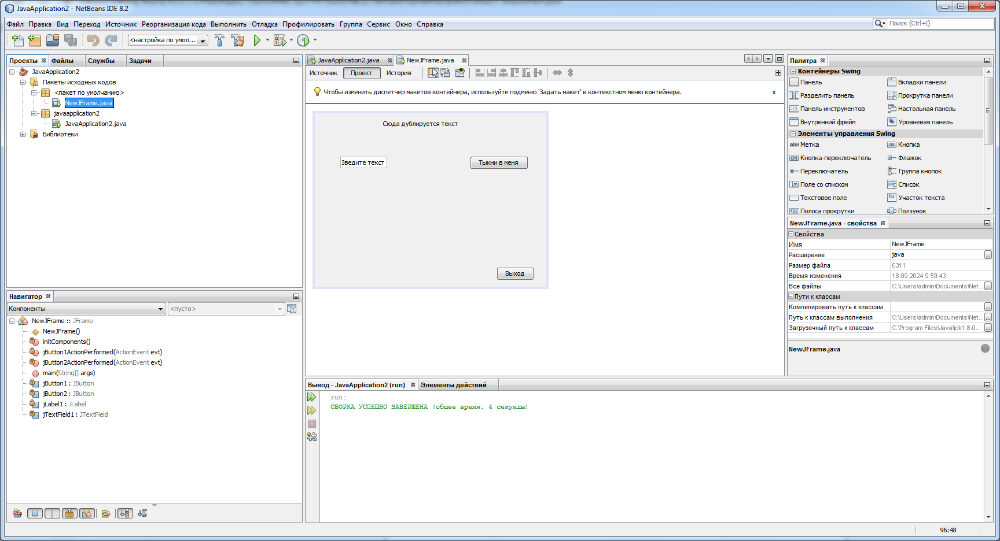 JavaApplication2 - NetBeans IDE 8.2
Файл Правка Вид Переход Источник Реорганизация кода Выполнить Отладка Профилировать Группа Сервис Окно Справка
Поиск (Ctrl+I)
<настройка по умол...
Проекты Файлы Службы Задачи
JavaApplication2
Пакеты исходных кодов
<пакет по умолчанию>
NewJFrame.java
javaapplication2
JavaApplication2.java
Библиотеки
Навигатор
Компоненты
<пусто>
NewJFrame :: JFrame
NewJFrame()
initComponents()
jButton1ActionPerformed(ActionEvent evt)
jButton2ActionPerformed(ActionEvent evt)
main(String[] args)
jButton1 : JButton
jButton2 : JButton
jLabel1 : JLabel
jTextField1 : JTextField
JavaApplication2.java NewJFrame.java
Источник Проект История
Чтобы изменить диспетчер макетов контейнера, используйте подменю 'Задать макет' в контекстном меню контейнера.
x
Сюда дублируется текст
Введите текст
Тыкни в меня
Выход
Вывод - JavaApplication2 (run) Элементы действий
run:
СБОРКА УСПЕШНО ЗАВЕРШЕНА (общее время: 4 секунды)
Палитра
Контейнеры Swing
Панель Вкладки панели
Разделить панель Прокрутка панели
Панель инструментов Настольная панель
Внутренний фрейм Уровневая панель
Элементы управления Swing
label Метка OK Кнопка
ON Кнопка-переключатель Флажок
Переключатель Группа кнопок
Поле со списком Список
Текстовое поле tx Участок текста
Полоса прокрутки Ползунок
NewJFrame.java - свойства
Свойства
Имя NewJFrame
Расширение java ...
Размер файла 6311
Время изменения 18.09.2024 9:59:43
Все файлы C:\Users\admin\Documents\Net... ...
Пути к классам
Компилировать путь к классам ...
Путь к классам выполнения C:\Users\admin\Documents\Net... ...
Загрузочный путь к классам C:\Program Files\Java\jdk1.8.0... ...
NewJFrame.java
?
96:48